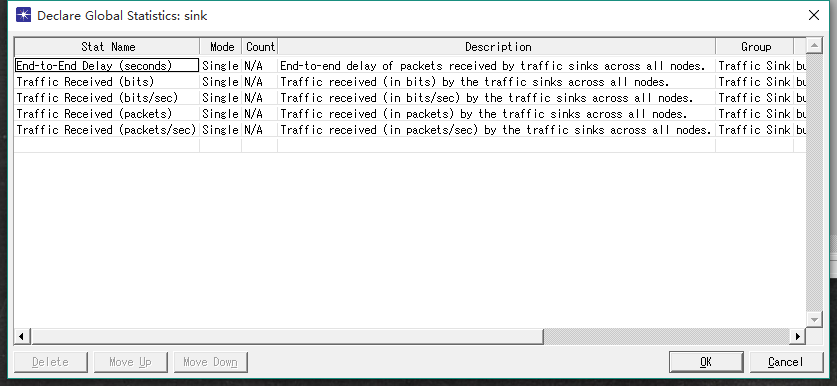 Declare Global Statistics: sink
Stat Name Mode Count Description Group
End-to-End Delay (seconds) Single N/A End-to-end delay of packets received by traffic sinks across all nodes. Traffic Sink bu
Traffic Received (bits) Single N/A Traffic received (in bits) by the traffic sinks across all nodes. Traffic Sink bu
Traffic Received (bits/sec) Single N/A Traffic received (in bits/sec) by the traffic sinks across all nodes. Traffic Sink bu
Traffic Received (packets) Single N/A Traffic received (in packets) by the traffic sinks across all nodes. Traffic Sink bu
Traffic Received (packets/sec) Single N/A Traffic received (in packets/sec) by the traffic sinks across all nodes. Traffic Sink bu
Delete Move Up Move Down OK Cancel